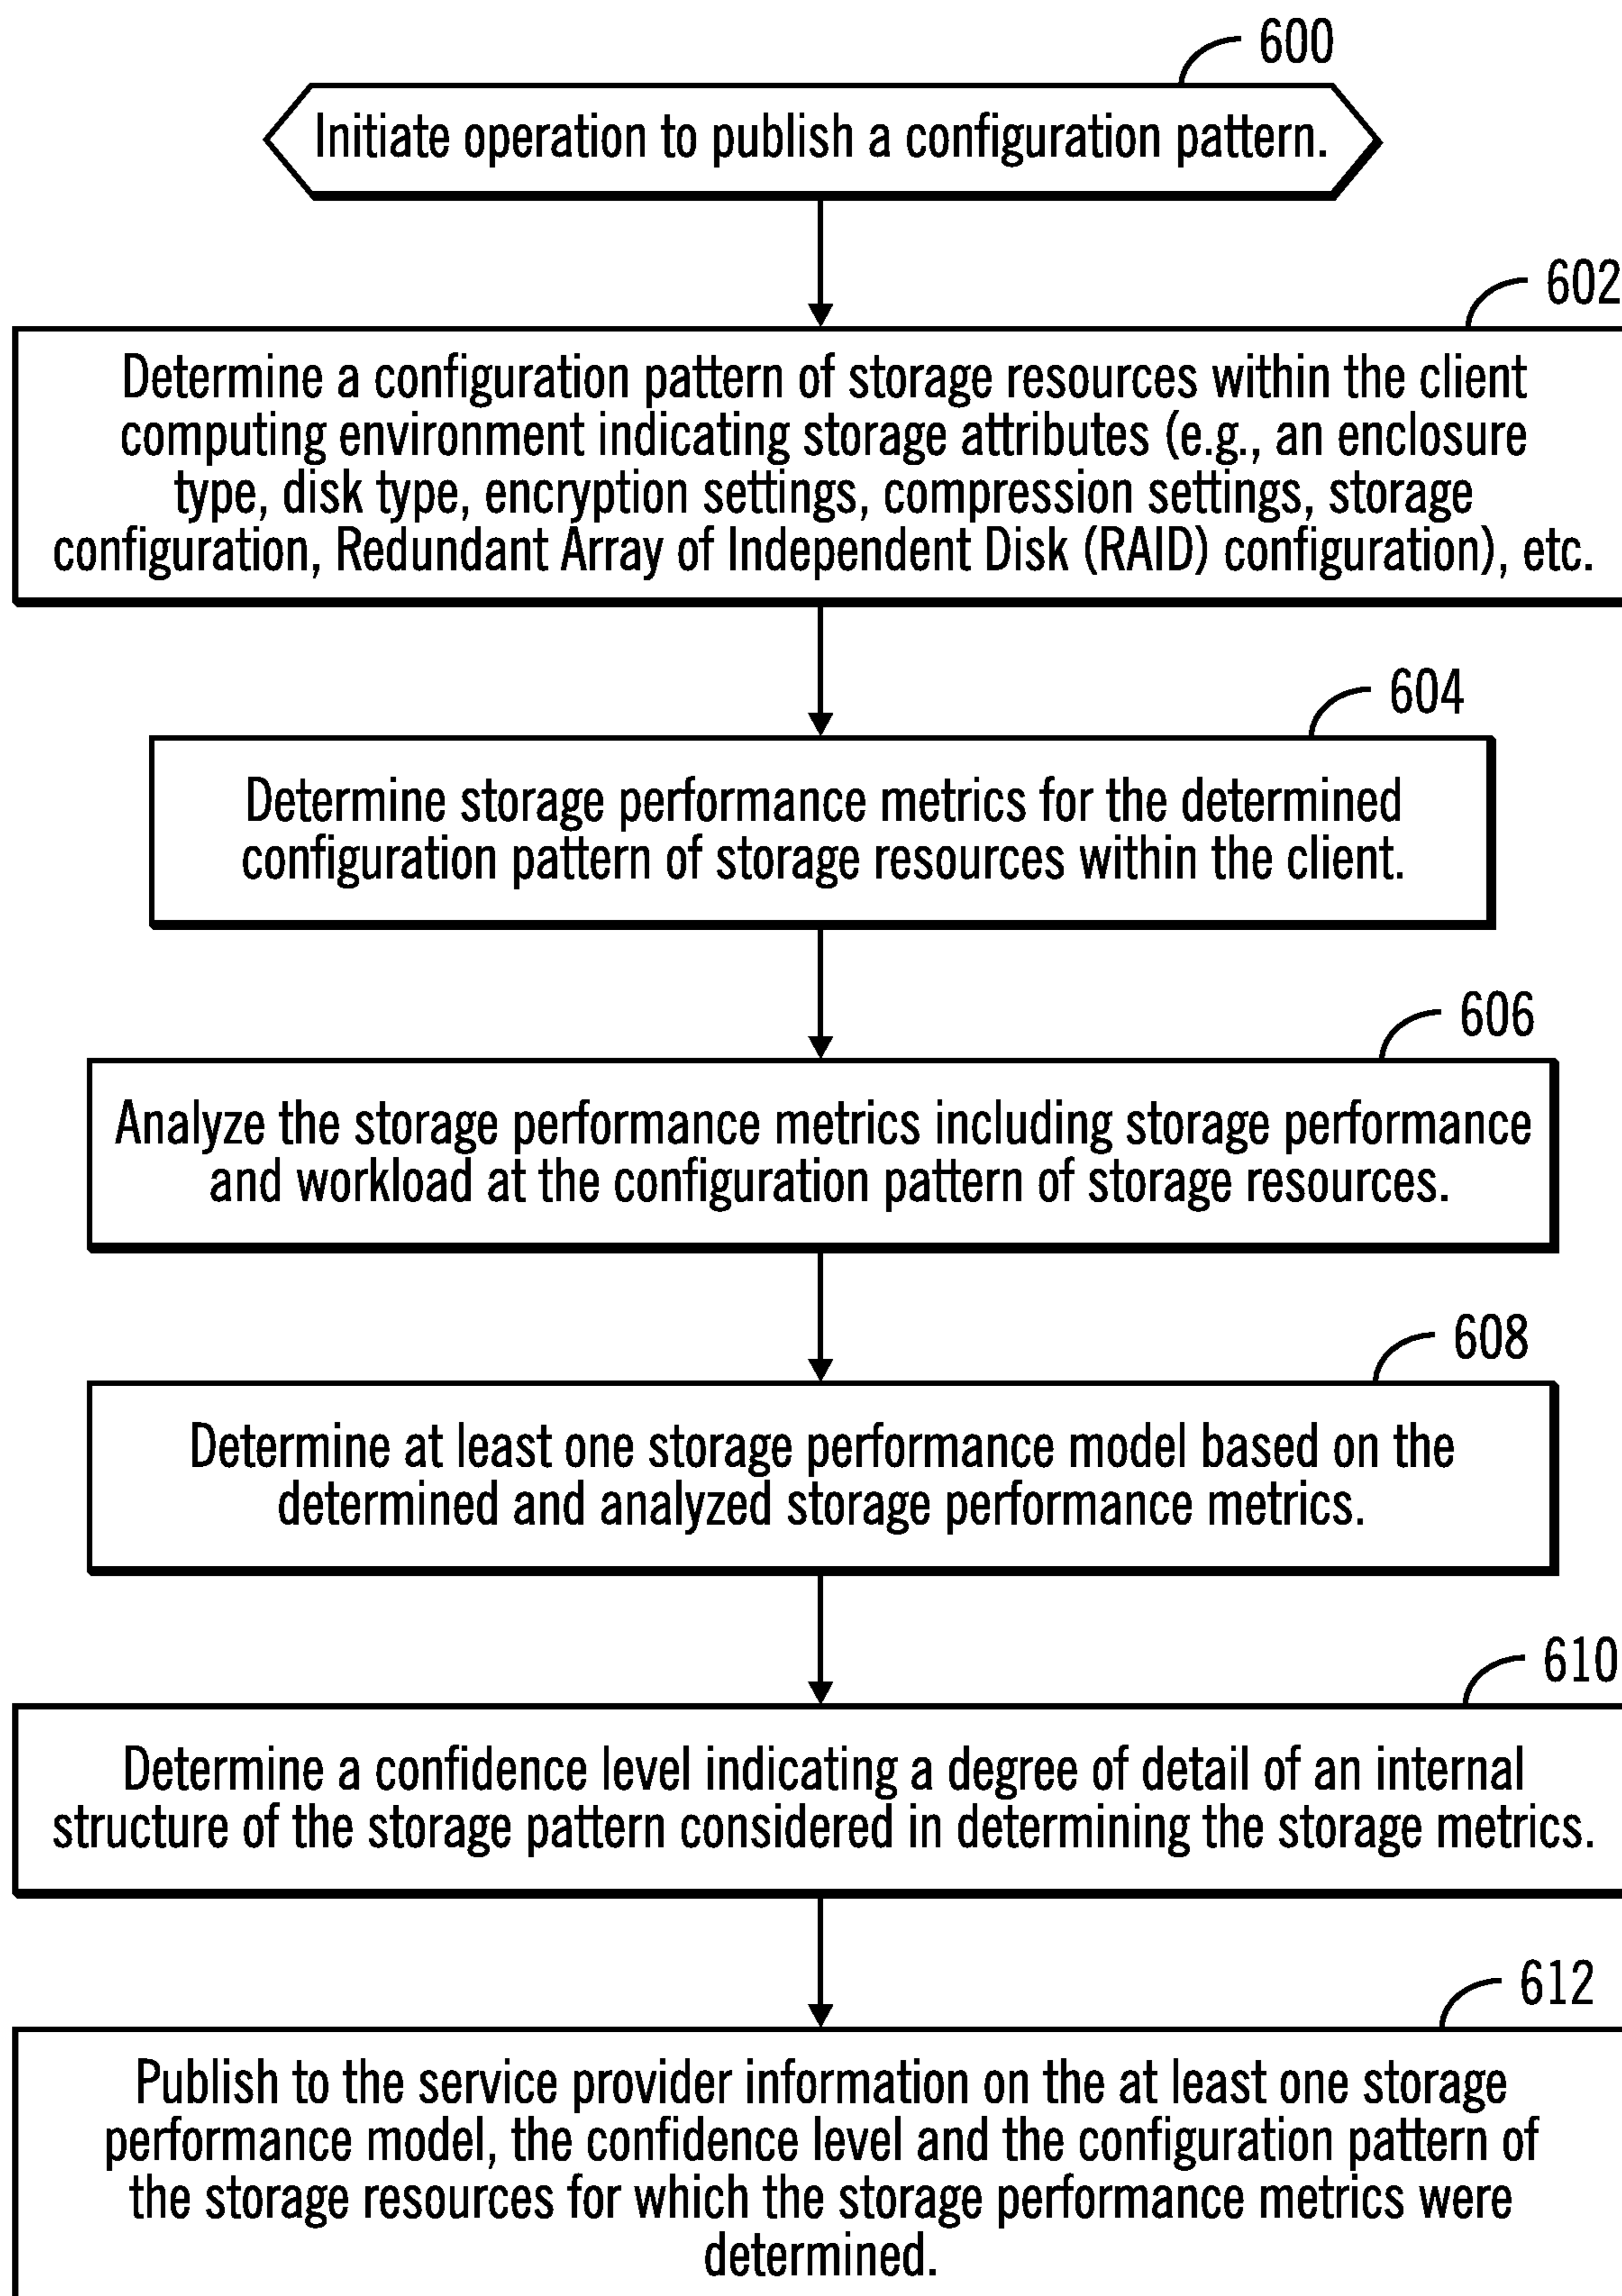 600
Initiate operation to publish a configuration pattern.
602
Determine a configuration pattern of storage resources within the client
computing environment indicating storage attributes (e.g., an enclosure
type, disk type, encryption settings, compression settings, storage
configuration, Redundant Array of Independent Disk (RAID) configuration), etc.
604
Determine storage performance metrics for the determined
configuration pattern of storage resources within the client.
606
Analyze the storage performance metrics including storage performance
and workload at the configuration pattern of storage resources.
608
Determine at least one storage performance model based on the
determined and analyzed storage performance metrics.
610
Determine a confidence level indicating a degree of detail of an internal
structure of the storage pattern considered in determining the storage metrics.
612
Publish to the service provider information on the at least one storage
performance model, the confidence level and the configuration pattern of
the storage resources for which the storage performance metrics were
determined.